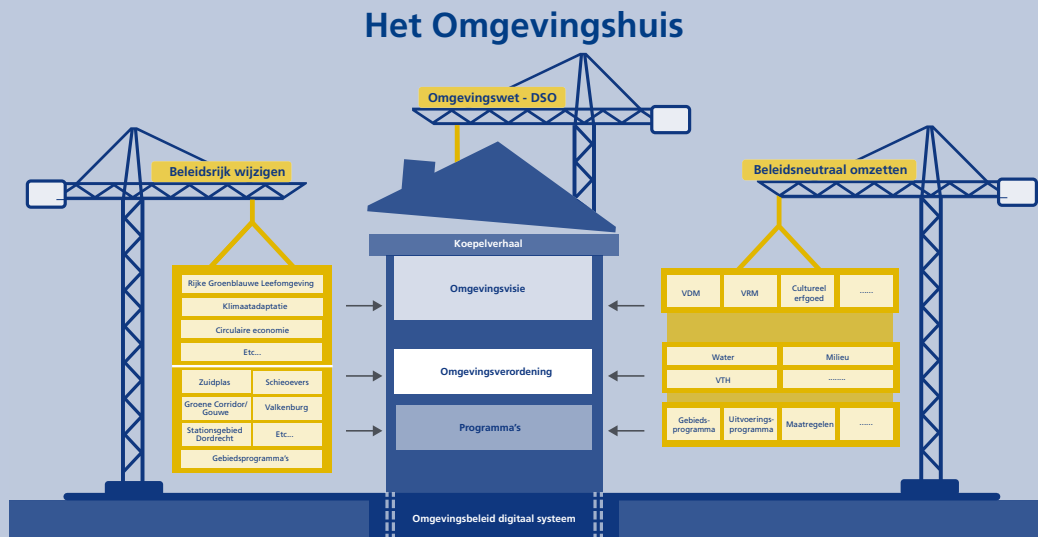 Het Omgevingshuis
Omgevingswet - DSO
Beleidsrijk wijzigen
Beleidsneutraal omzetten
Koepelverhaal
Omgevingsvisie
Omgevingsverordening
Programma's
Omgevingsbeleid digitaal systeem
Rijke Groenblauwe Leefomgeving
Klimaatadaptatie
Circulaire economie
Etc...
Zuidplas
Schieoevers
Groene Corridor/
Gouwe
Valkenburg
Stationsgebied
Dordrecht
Etc...
Gebiedsprogramma's
VDM
VRM
Cultureel
erfgoed
......
Water
Milieu
VTH
........
Gebieds-
programma
Uitvoerings-
programma
Maatregelen
......